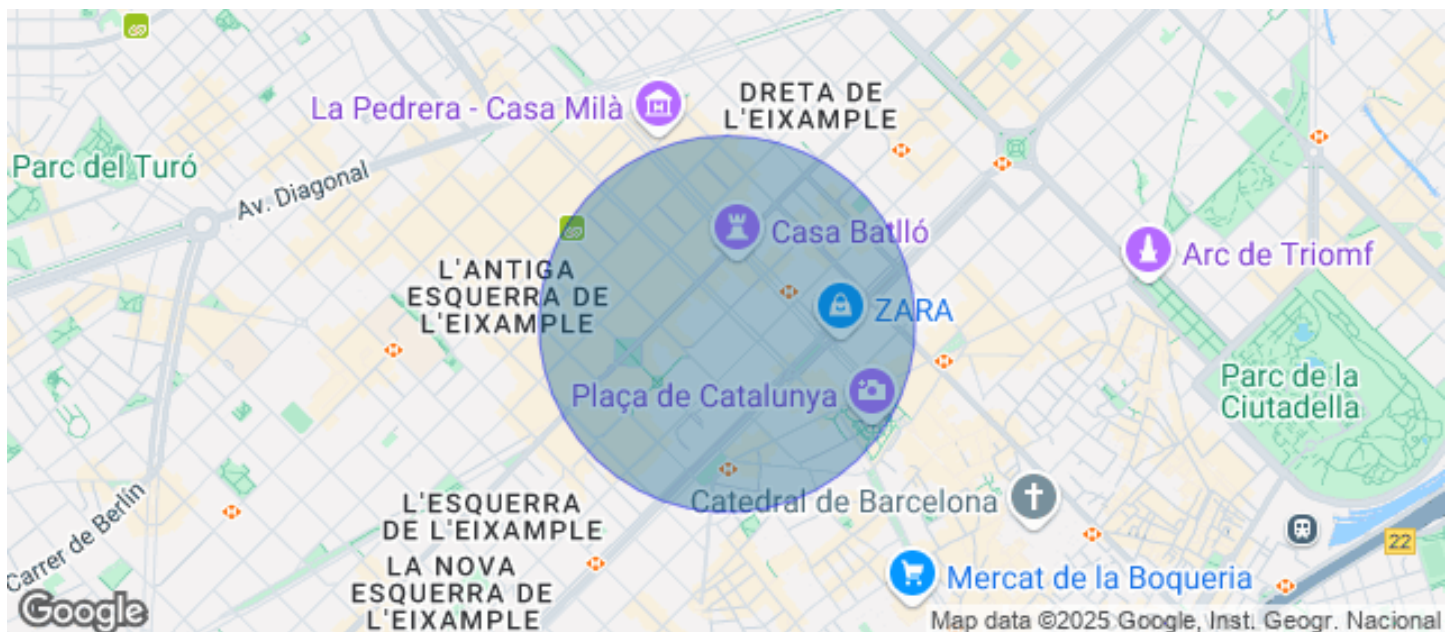 DRETA DE
L'EIXAMPLE
La Pedrera - Casa Milà
Parc del Turó
Av. Diagonal
Casa Batlló
Arc de Triomf
L'ANTIGA
ESQUERRA DE
L'EIXAMPLE
ZARA
Plaça de Catalunya
Parc de la
Ciutadella
L'ESQUERRA
DE L'EIXAMPLE
Catedral de Barcelona
Carrer de Berlín
22
LA NOVA
ESQUERRA DE
L'EIXAMPLE
Mercat de la Boqueria
Google
Map data ©2025 Google, Inst. Geogr. Nacional